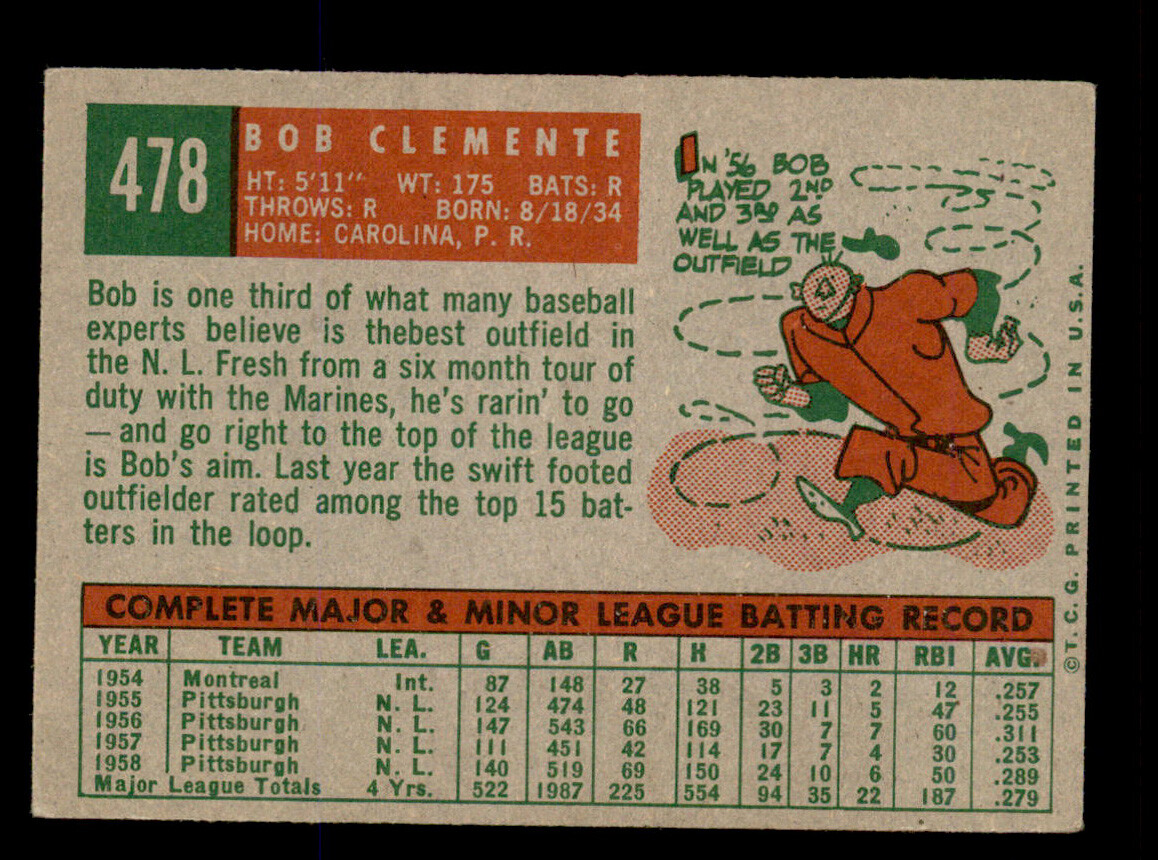 478
BOB CLEMENTE
HT: 5'11" WT: 175 BATS: R
THROWS: R BORN: 8/18/34
HOME: CAROLINA, P. R.
IN '56 BOB
PLAYED 2ND
AND 3RD AS
WELL AS THE
OUTFIELD
Bob is one third of what many baseball
experts believe is thebest outfield in
the N. L. Fresh from a six month tour of
duty with the Marines, he's rarin' to go
—and go right to the top of the league
is Bob's aim. Last year the swift footed
outfielder rated among the top 15 bat-
ters in the loop.
COMPLETE MAJOR & MINOR LEAGUE BATTING RECORD
YEAR TEAM LEA. G AB R H 2B 3B HR RBI AVG.
1954 Montreal Int. 87 148 27 38 5 3 2 12 .257
1955 Pittsburgh N. L. 124 474 48 121 23 11 5 47 .255
1956 Pittsburgh N. L. 147 543 66 169 30 7 7 60 .311
1957 Pittsburgh N. L. 111 451 42 114 17 7 4 30 .253
1958 Pittsburgh N. L. 140 519 69 150 24 10 6 50 .289
Major League Totals 4 Yrs. 522 1987 225 554 94 35 22 187 .279
©T. C. G. PRINTED IN U.S.A.